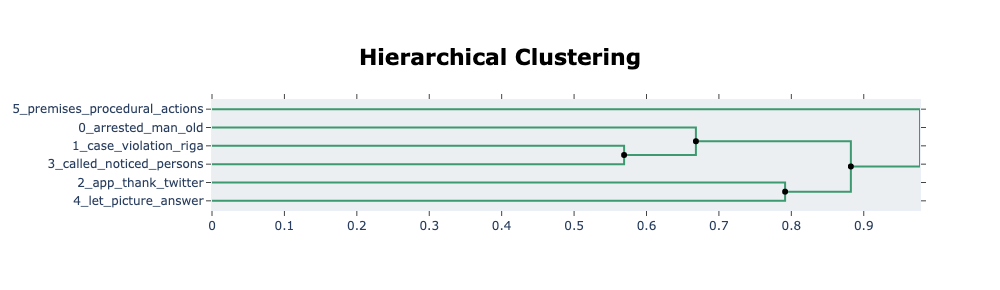 Hierarchical Clustering
5_premises_procedural_actions
0_arrested_man_old
1_case_violation_riga
3_called_noticed_persons
2_app_thank_twitter
4_let_picture_answer
0 0.1 0.2 0.3 0.4 0.5 0.6 0.7 0.8 0.9